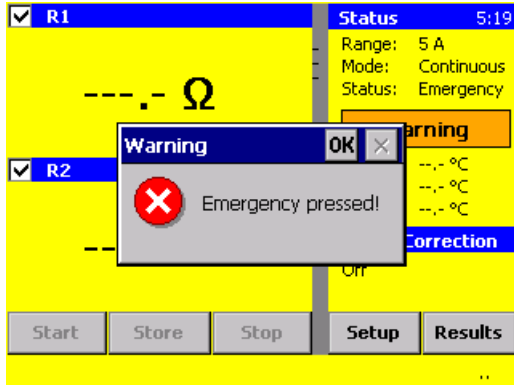 R1
---.- Ω
R2
--
Status 5:19
Range: 5 A
Mode: Continuous
Status: Emergency
--,- °C
--,- °C
--,- °C
Correction
Off
Warning OK
Emergency pressed!
Start Store Stop Setup Results